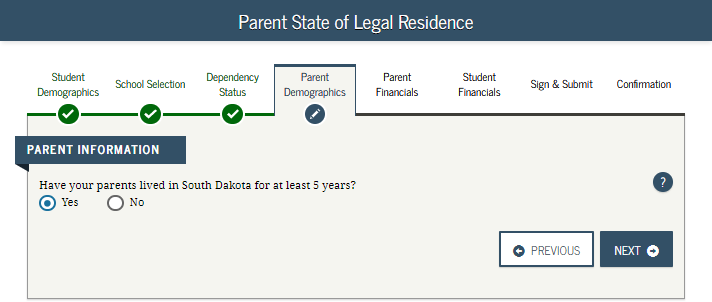 Parent State of Legal Residence
Student
Demographics
School Selection
Dependency
Status
Parent
Demographics
Parent
Financials
Student
Financials
Sign & Submit
Confirmation
PARENT INFORMATION
Have your parents lived in South Dakota for at least 5 years?
?
Yes No
PREVIOUS NEXT